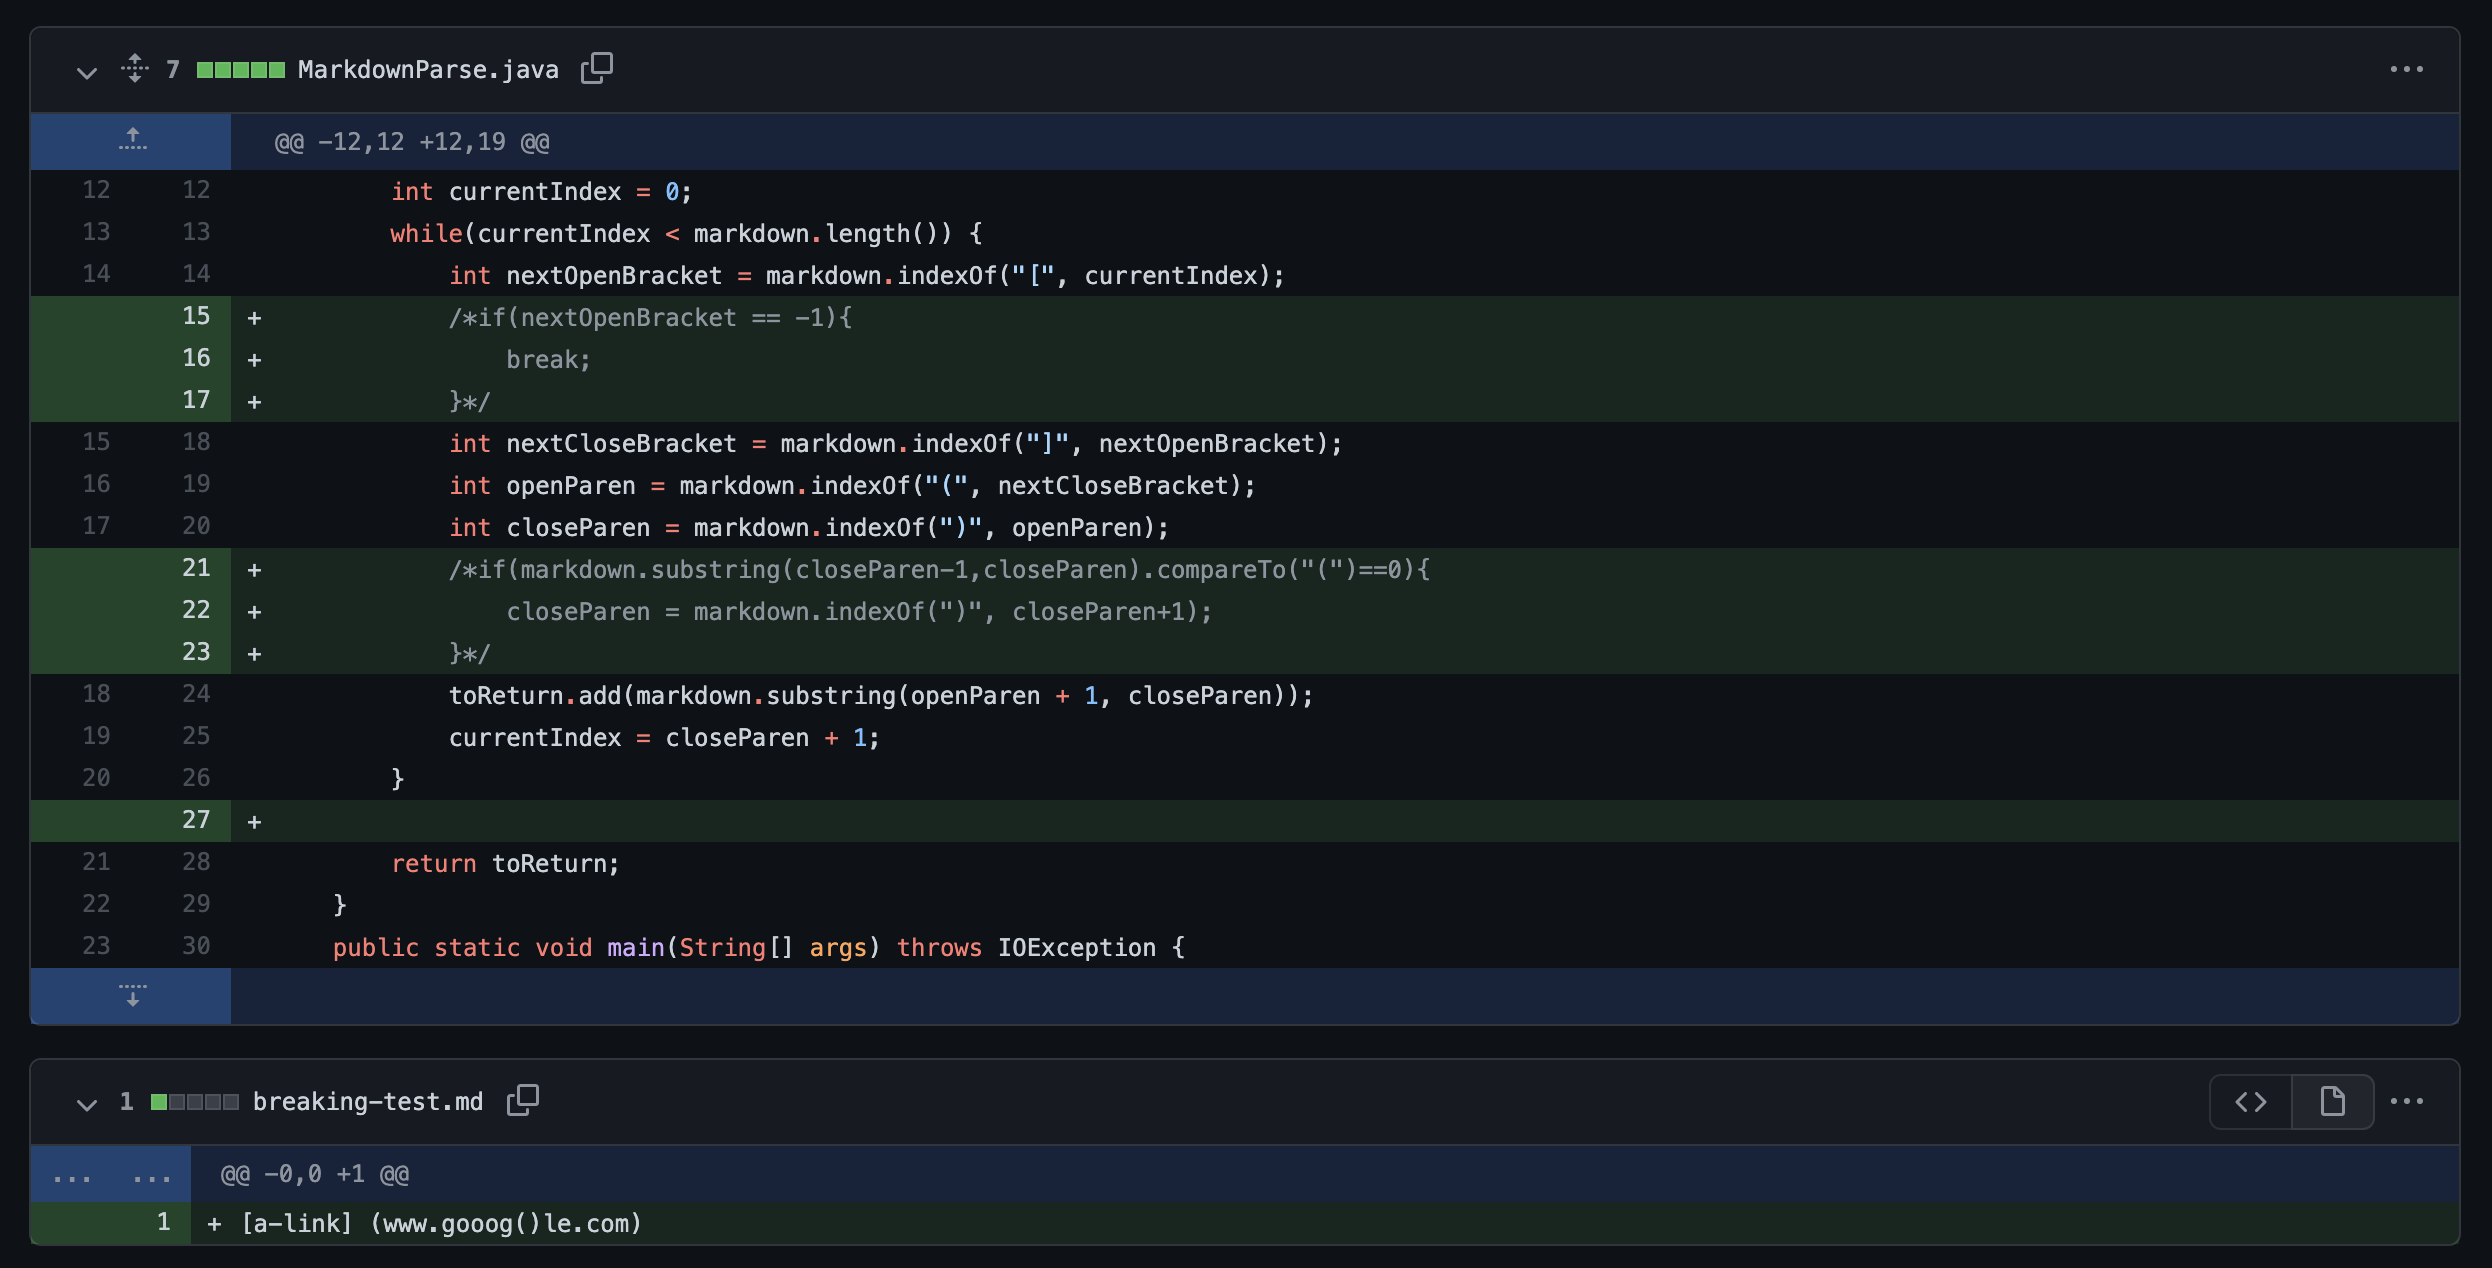 7 MarkdownParse.java
@@ -12,12 +12,19 @@
12 12 int currentIndex = 0;
13 13 while(currentIndex < markdown.length()) {
14 14 int nextOpenBracket = markdown.indexOf("[", currentIndex);
15 + /*if(nextOpenBracket == -1){
16 + break;
17 + }*/
15 18 int nextCloseBracket = markdown.indexOf("]", nextOpenBracket);
16 19 int openParen = markdown.indexOf("(", nextCloseBracket);
17 20 int closeParen = markdown.indexOf(")", openParen);
21 + /*if(markdown.substring(closeParen-1,closeParen).compareTo("(")==0){
22 + closeParen = markdown.indexOf(")", closeParen+1);
23 + }*/
18 24 toReturn.add(markdown.substring(openParen + 1, closeParen));
19 25 currentIndex = closeParen + 1;
20 26 }
27 +
21 28 return toReturn;
22 29 }
23 30 public static void main(String[] args) throws IOException {
1 breaking-test.md
... ... @@ -0,0 +1 @@
1 + [a-link] (www.gooog()le.com)